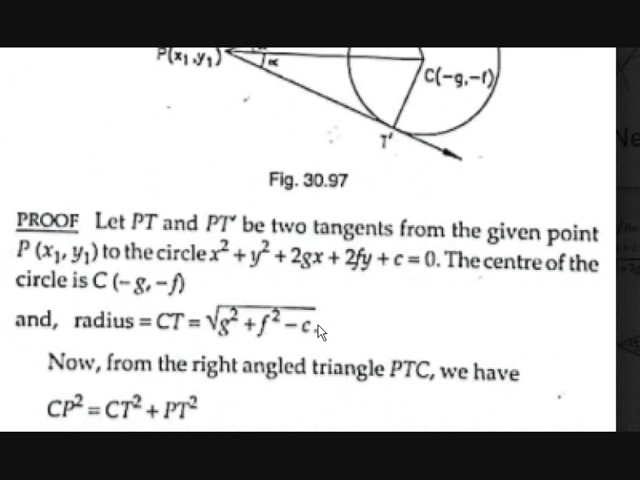 P(x₁,y₁)
α
C(-g,-f)
T'
Fig. 30.97
PROOF Let PT and PT' be two tangents from the given point
P (x₁, y₁) to the circle x² + y² + 2gx + 2fy + c = 0. The centre of the
circle is C (-g, -f)
and, radius = CT = √g² + f² - c.
Now, from the right angled triangle PTC, we have
CP² = CT² + PT²